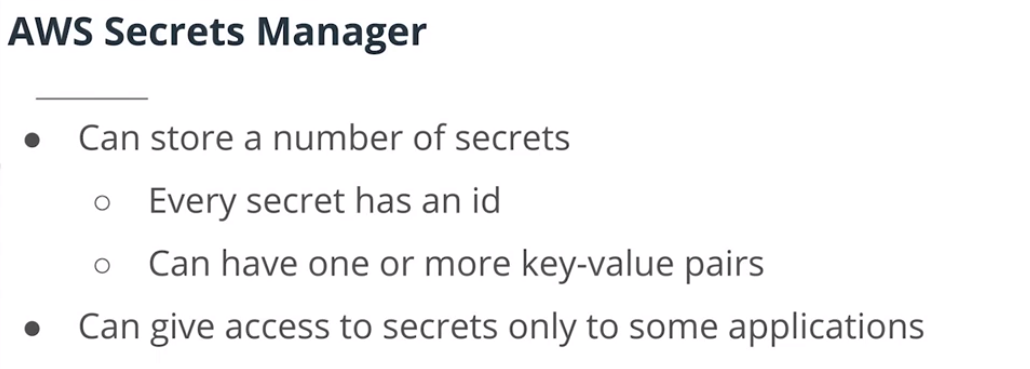 AWS Secrets Manager
● Can store a number of secrets
○ Every secret has an id
○ Can have one or more key-value pairs
● Can give access to secrets only to some applications